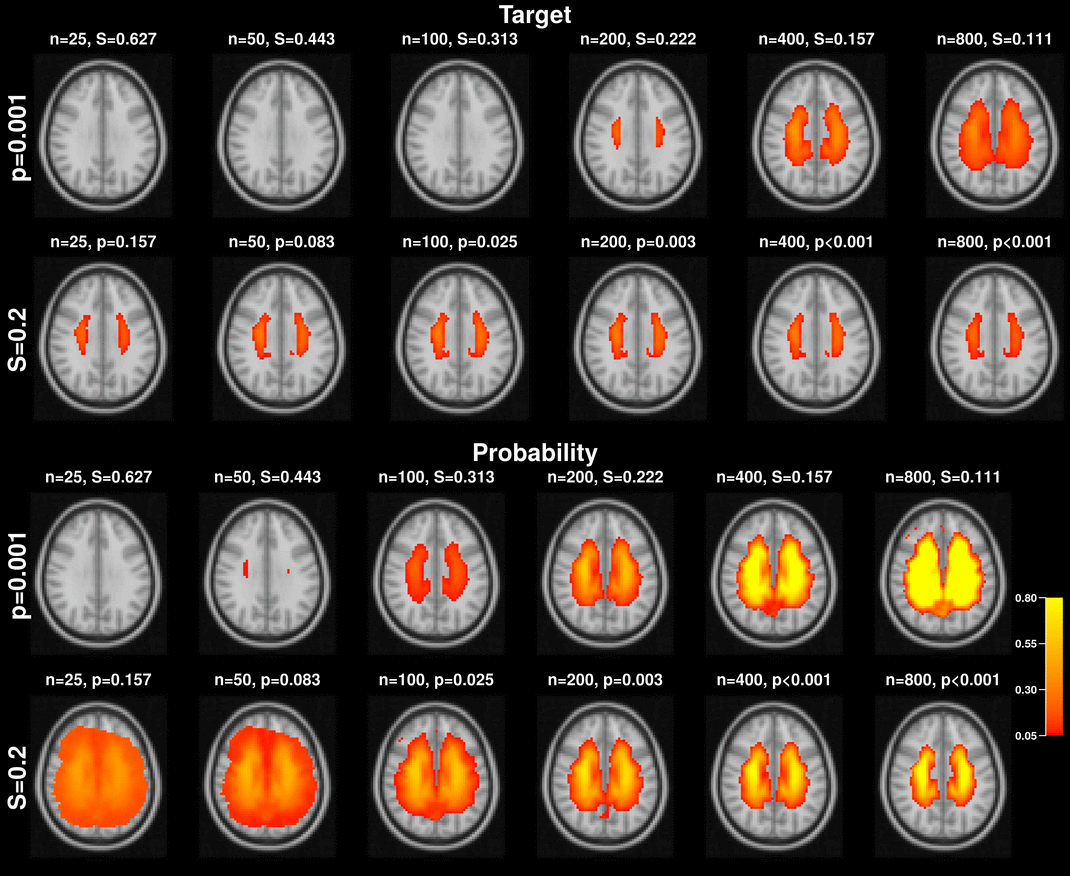 Target
n=25, S=0.627 n=50, S=0.443 n=100, S=0.313 n=200, S=0.222 n=400, S=0.157 n=800, S=0.111
p=0.001
n=25, p=0.157 n=50, p=0.083 n=100, p=0.025 n=200, p=0.003 n=400, p<0.001 n=800, p<0.001
S=0.2
Probability
n=25, S=0.627 n=50, S=0.443 n=100, S=0.313 n=200, S=0.222 n=400, S=0.157 n=800, S=0.111
p=0.001
0.80
0.55
0.30
0.05
n=25, p=0.157 n=50, p=0.083 n=100, p=0.025 n=200, p=0.003 n=400, p<0.001 n=800, p<0.001
S=0.2